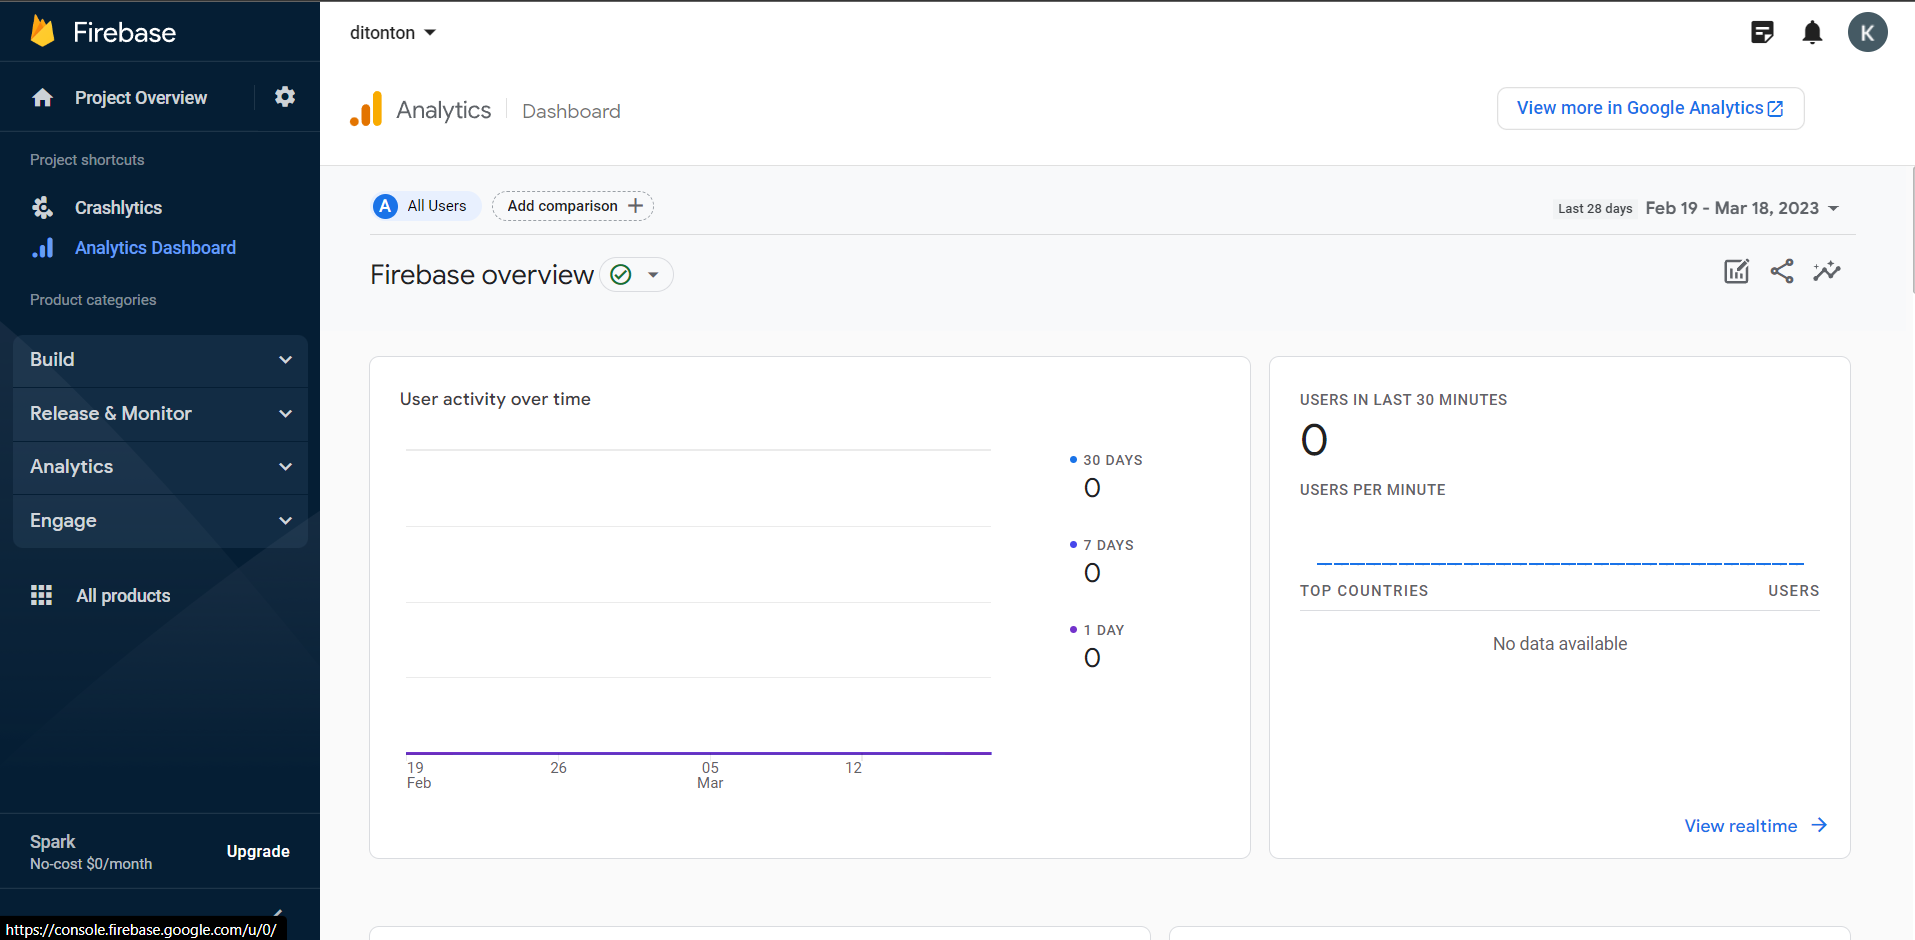 Firebase
Project Overview
Project shortcuts
Crashlytics
Analytics Dashboard
Product categories
Build
Release & Monitor
Analytics
Engage
All products
Spark
No-cost $0/month
Upgrade
https://console.firebase.google.com/u/0/
ditonton
K
Analytics
Dashboard
View more in Google Analytics
A
All Users
Add comparison
Last 28 days
Feb 19 - Mar 18, 2023
Firebase overview
User activity over time
30 DAYS
0
7 DAYS
0
1 DAY
0
19 26 05 12
Feb Mar
USERS IN LAST 30 MINUTES
0
USERS PER MINUTE
TOP COUNTRIES USERS
No data available
View realtime